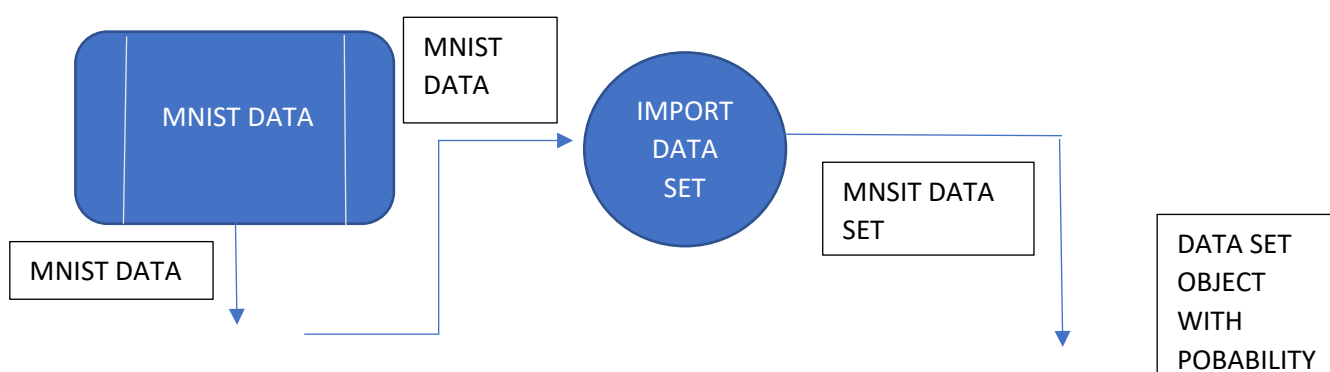 MNIST DATA
MNIST
DATA
IMPORT
DATA
SET
MNIST DATA
MNSIT DATA
SET
DATA SET
OBJECT
WITH
POBABILITY